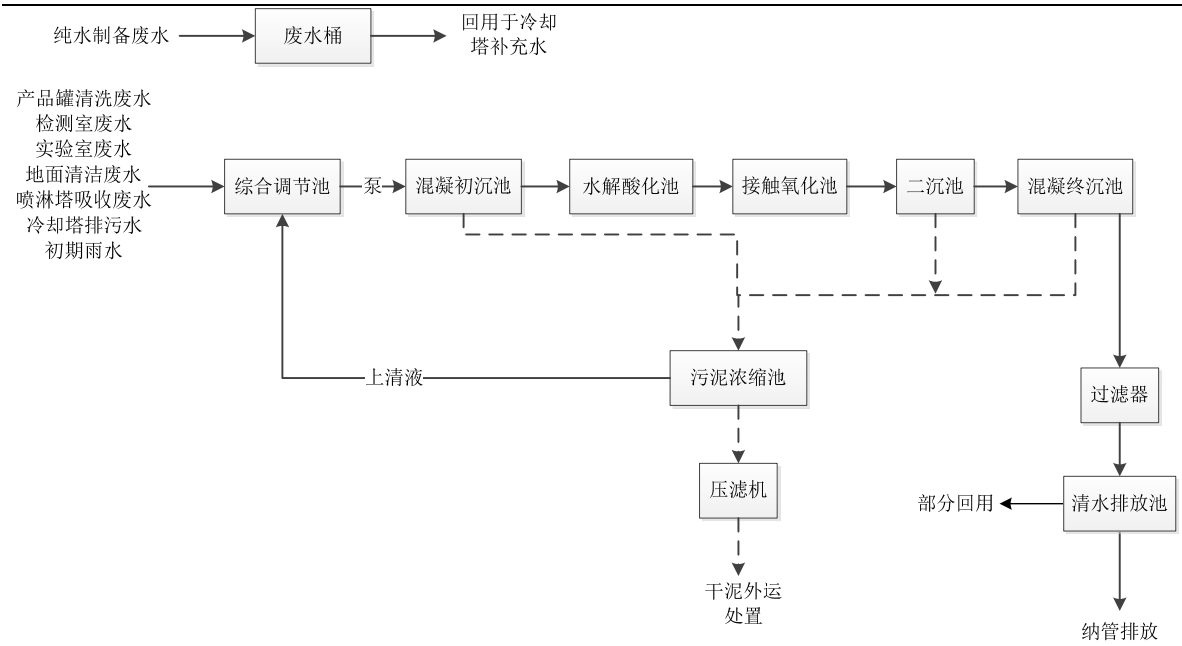 纯水制备废水
废水桶
回用于冷却
塔补充水
产品罐清洗废水
检测室废水
实验室废水
地面清洁废水
喷淋塔吸收废水
冷却塔排污水
初期雨水
综合调节池
泵
混凝初沉池
水解酸化池
接触氧化池
二沉池
混凝终沉池
上清液
污泥浓缩池
过滤器
压滤机
部分回用
清水排放池
干泥外运
处置
纳管排放